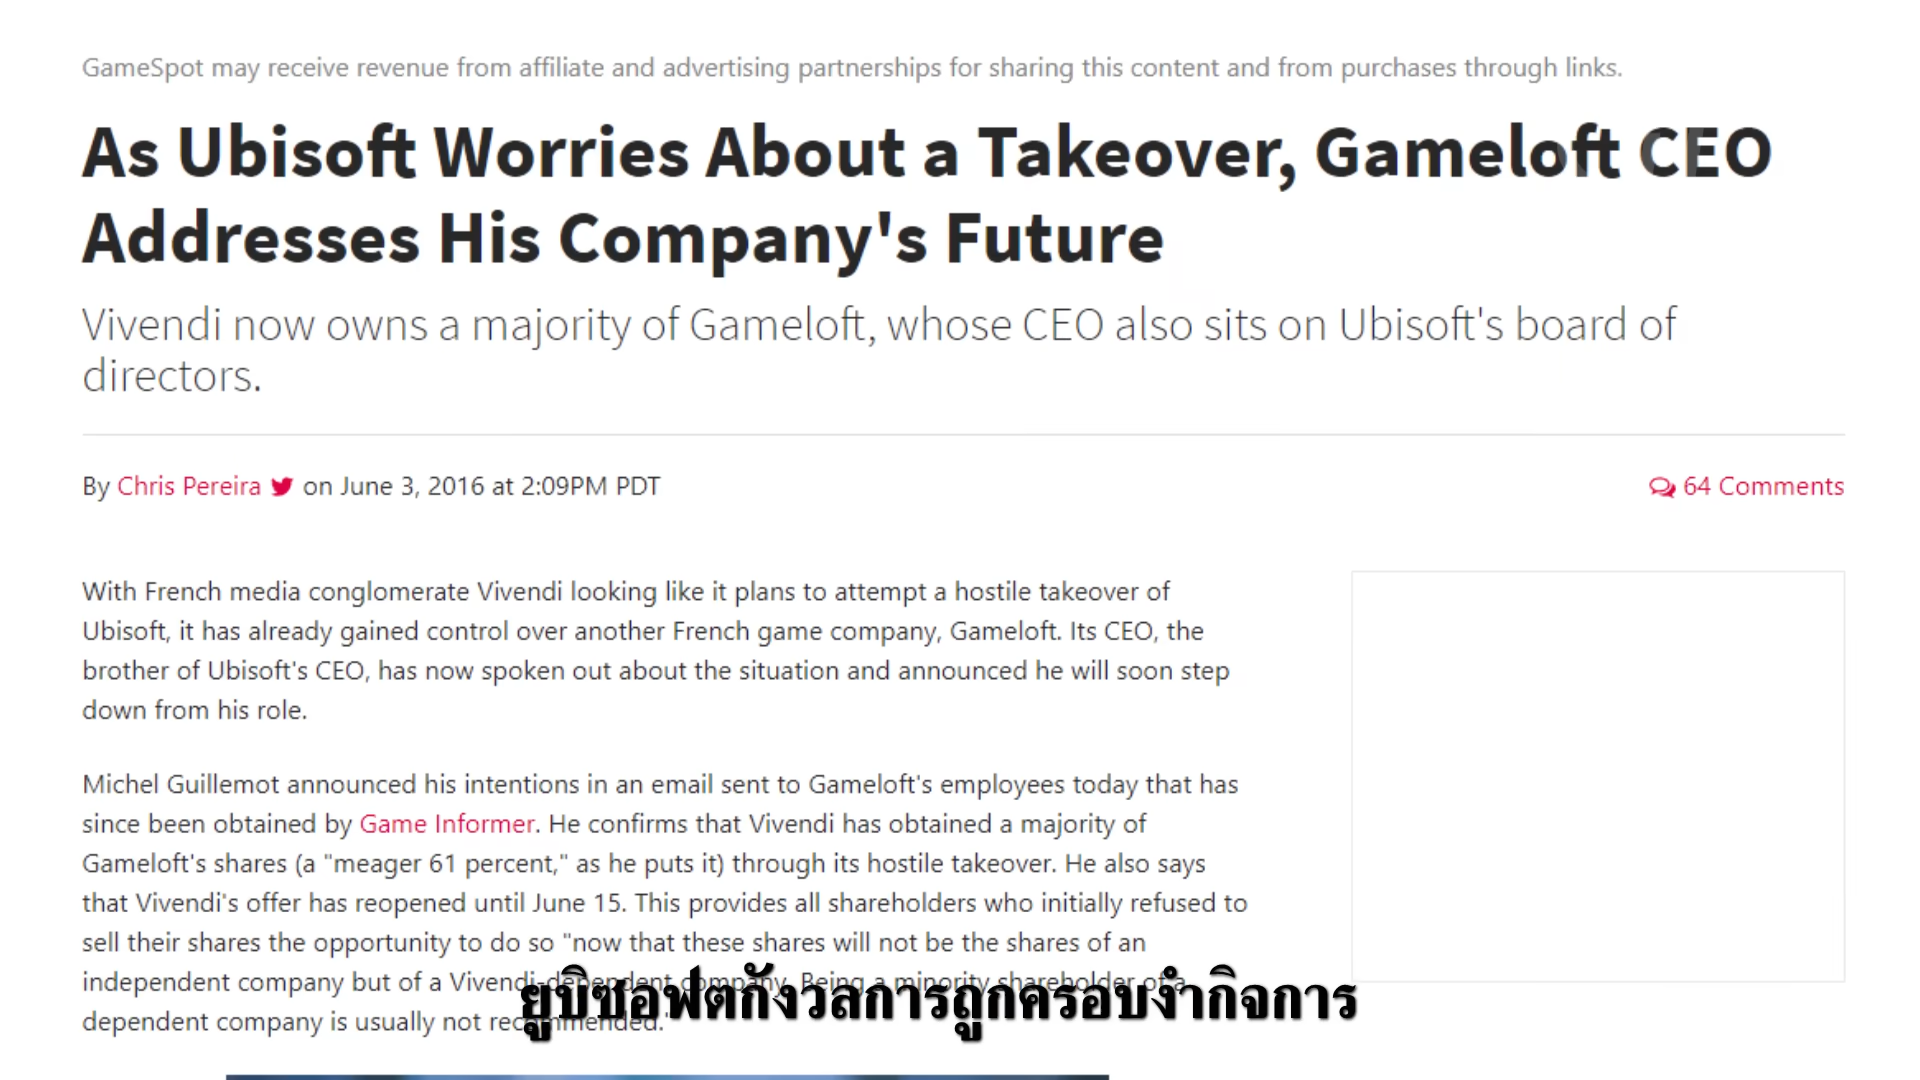 GameSpot may receive revenue from affiliate and advertising partnerships for sharing this content and from purchases through links.
As Ubisoft Worries About a Takeover, Gameloft CEO
Addresses His Company's Future
Vivendi now owns a majority of Gameloft, whose CEO also sits on Ubisoft's board of
directors.
By Chris Pereira on June 3, 2016 at 2:09PM PDT
64 Comments
With French media conglomerate Vivendi looking like it plans to attempt a hostile takeover of
Ubisoft, it has already gained control over another French game company, Gameloft. Its CEO, the
brother of Ubisoft's CEO, has now spoken out about the situation and announced he will soon step
down from his role.
Michel Guillemot announced his intentions in an email sent to Gameloft's employees today that has
since been obtained by Game Informer. He confirms that Vivendi has obtained a majority of
Gameloft's shares (a "meager 61 percent," as he puts it) through its hostile takeover. He also says
that Vivendi's offer has reopened until June 15. This provides all shareholders who initially refused to
sell their shares the opportunity to do so "now that these shares will not be the shares of an
independent company but of a Vivendi-dependent company. Being a minority shareholder of a
dependent company is usually not recommended."
ยูบิซอฟตกังวลการถูกครอบงำกิจการ